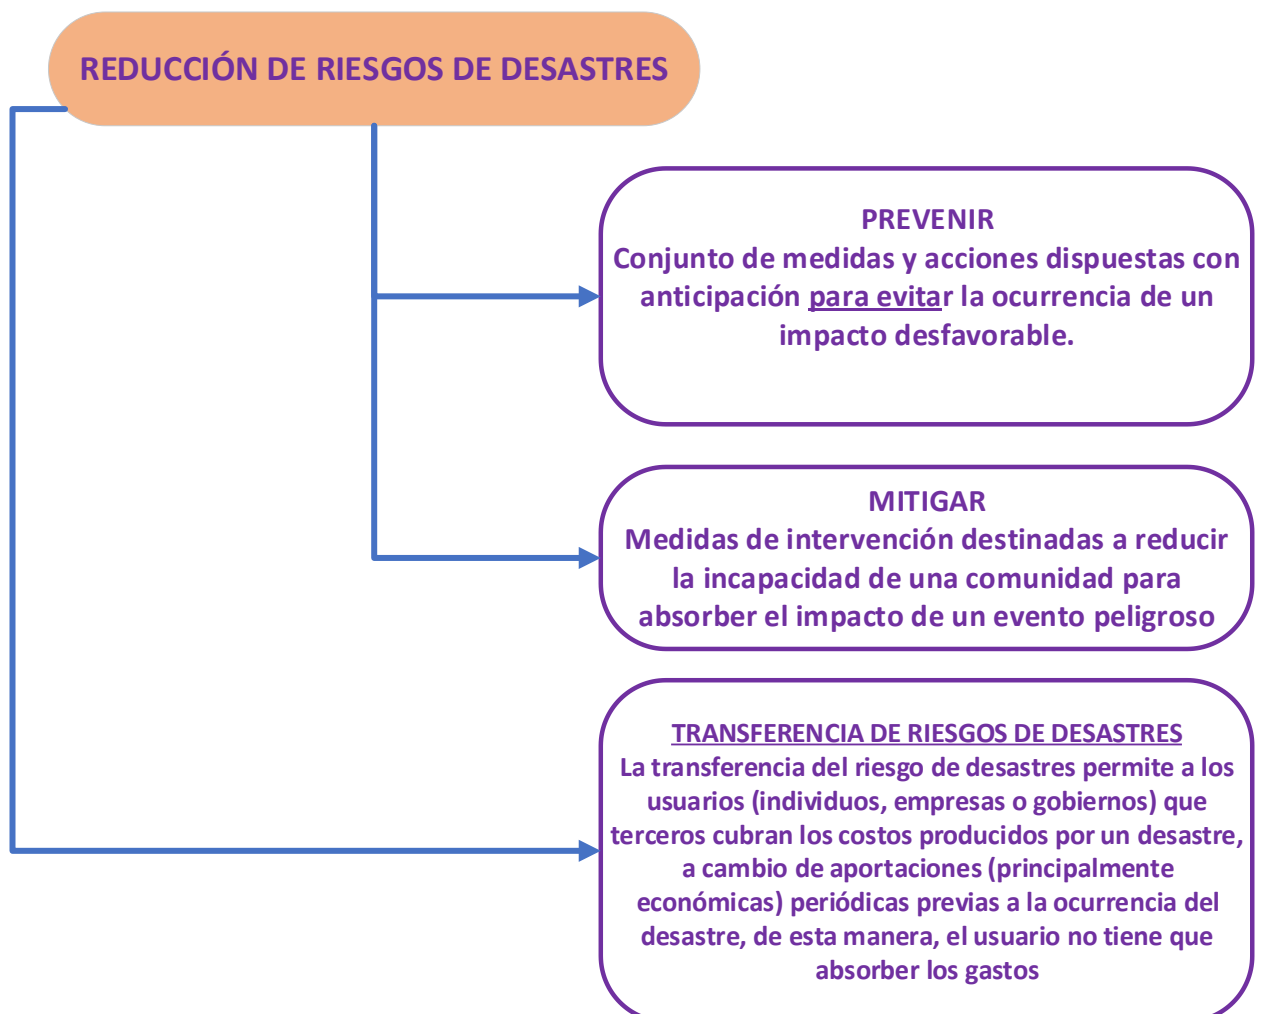 REDUCCIÓN DE RIESGOS DE DESASTRES
PREVENIR
Conjunto de medidas y acciones dispuestas con
anticipación para evitar la ocurrencia de un
impacto desfavorable.
MITIGAR
Medidas de intervención destinadas a reducir
la incapacidad de una comunidad para
absorber el impacto de un evento peligroso
TRANSFERENCIA DE RIESGOS DE DESASTRES
La transferencia del riesgo de desastres permite a los
usuarios (individuos, empresas o gobiernos) que
terceros cubran los costos producidos por un desastre,
a cambio de aportaciones (principalmente
económicas) periódicas previas a la ocurrencia del
desastre, de esta manera, el usuario no tiene que
absorber los gastos